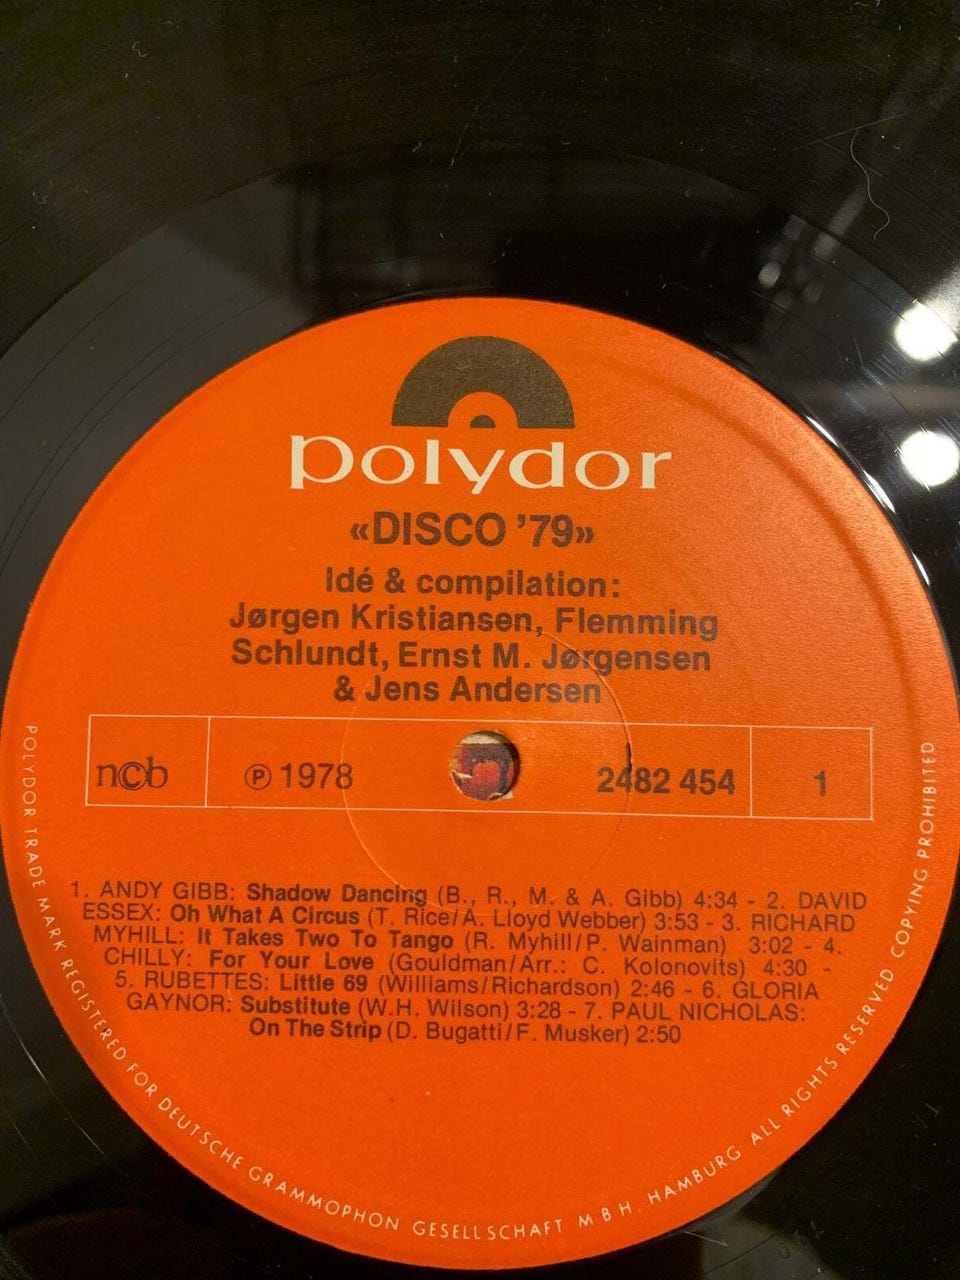 polydor
«DISCO '79»
Idé & compilation:
Jørgen Kristiansen, Flemming
Schlundt, Ernst M. Jørgensen
& Jens Andersen
n©b ℗ 1978 2482 454 1
1. ANDY GIBB: Shadow Dancing (B., R., M. & A. Gibb) 4:34 - 2. DAVID
ESSEX: Oh What A Circus (T. Rice/A. Lloyd Webber) 3:53 - 3. RICHARD
MYHILL: It Takes Two To Tango (R. Myhill/P. Wainman) 3:02 - 4.
CHILLY: For Your Love (Gouldman/Arr.: C. Kolonovits) 4:30 -
5. RUBETTES: Little 69 (Williams/Richardson) 2:46 - 6. GLORIA
GAYNOR: Substitute (W.H. Wilson) 3:28 - 7. PAUL NICHOLAS:
On The Strip (D. Bugatti/F. Musker) 2:50
POLYDOR TRADE MARK REGISTERED FOR DEUTSCHE GRAMMOPHON GESELLSCHAFT MBH. HAMBURG ALL RIGHTS RESERVED COPYING PROHIBITED